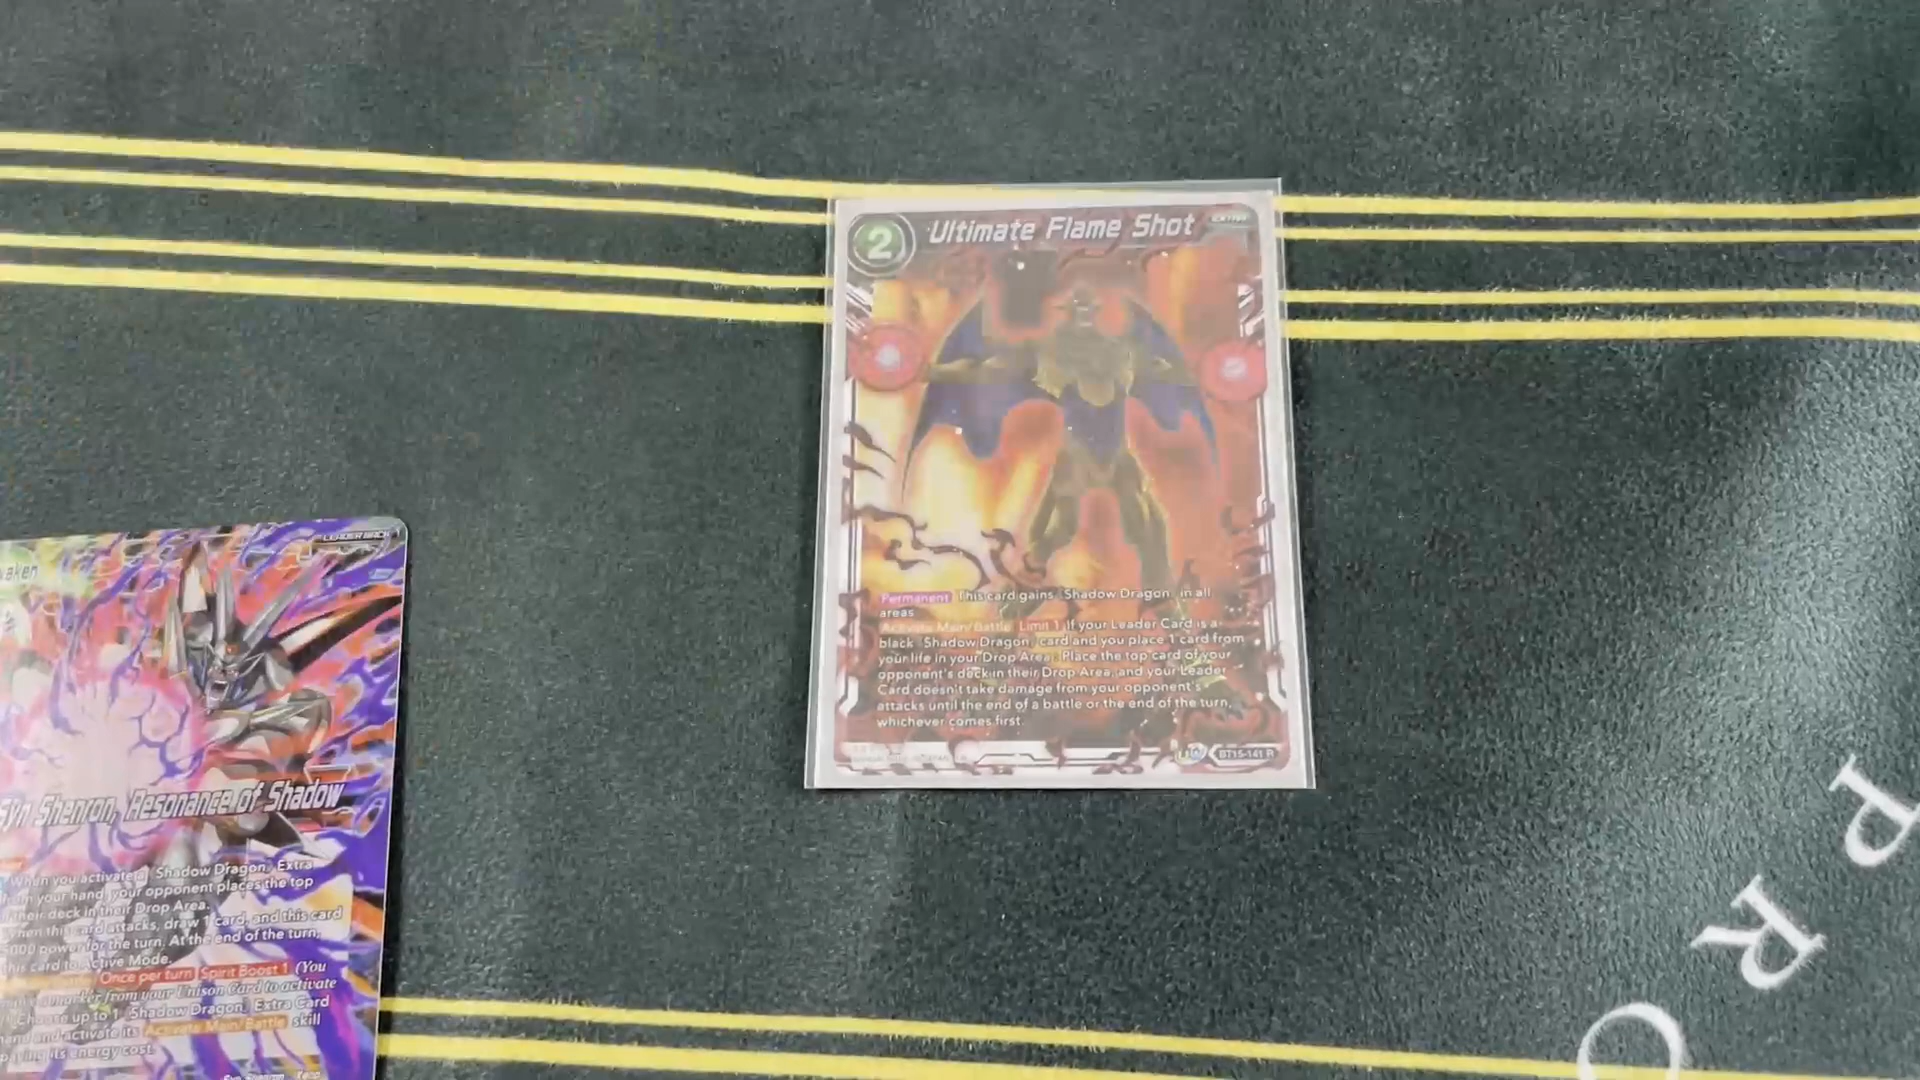 2
Ultimate Flame Shot
Permanent This card gains Shadow Dragon in all
areas
Activate Main/Battle Limit 1 If your Leader Card is a
black Shadow Dragon card and you place 1 card from
your life in your Drop Area: Place the top card of your
opponent's deck in their Drop Area, and your Leader
Card doesn't take damage from your opponent's
attacks until the end of a battle or the end of the turn,
whichever comes first.
BT15-141 R
LEADER BACK
Syn Shenron, Resonance of Shadow
When you activate a Shadow Dragon Extra
from your hand, your opponent places the top
their deck in their Drop Area.
When this card attacks, draw 1 card, and this card
000 power for the turn. At the end of the turn,
this card to Active Mode.
Once per turn Spirit Boost 1 (You
marker from your Unison Card to activate
Choose up to 1 Shadow Dragon Extra Card
and activate its Activate Main/Battle skill
paying its energy cost.
P
R
O